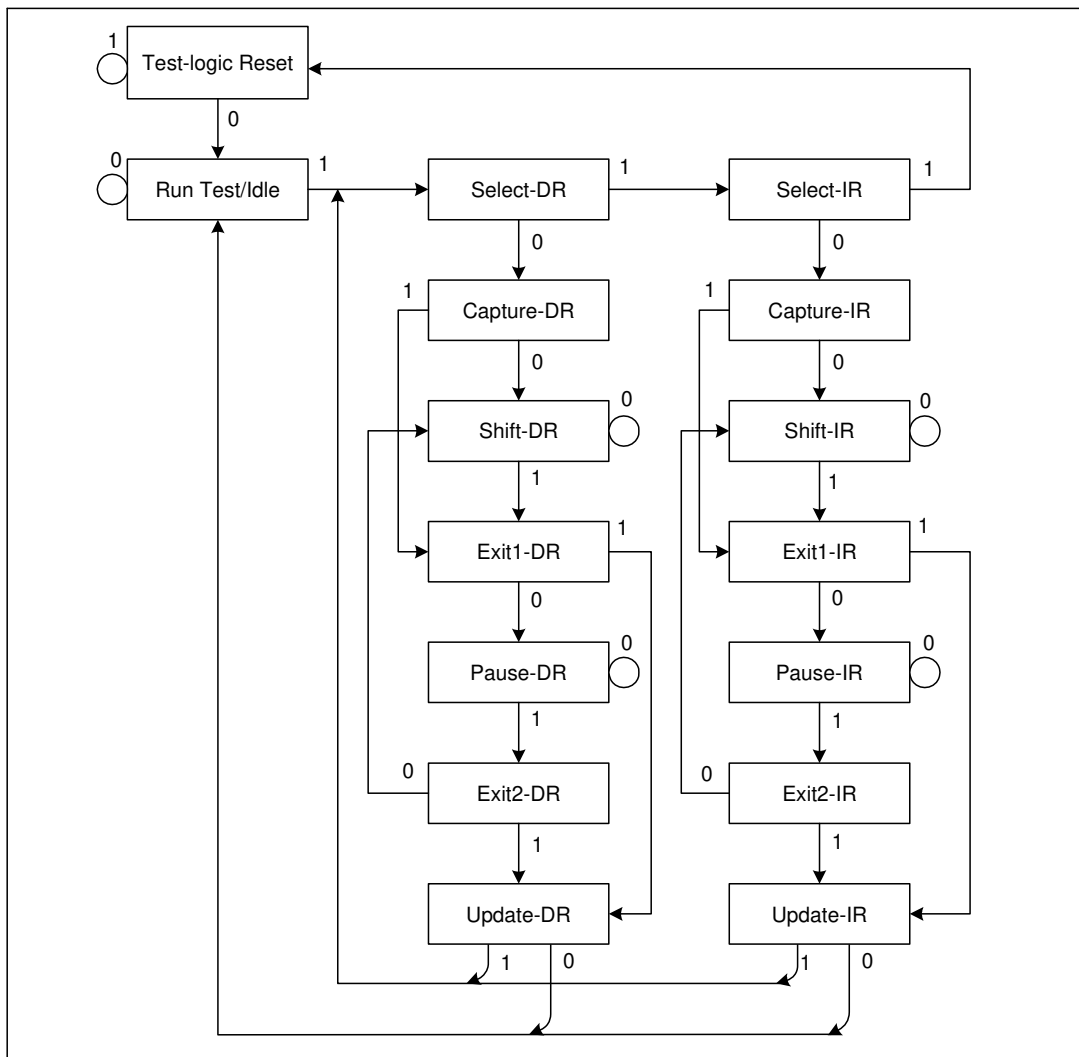 1
Test-logic Reset
0
0
Run Test/Idle
1
Select-DR
1
Select-IR
1
0
0
1
Capture-DR
1
Capture-IR
0
0
Shift-DR
0
Shift-IR
0
1
1
Exit1-DR
1
Exit1-IR
1
0
0
Pause-DR
0
Pause-IR
0
1
1
0
Exit2-DR
0
Exit2-IR
1
1
Update-DR
Update-IR
1
0
1
0